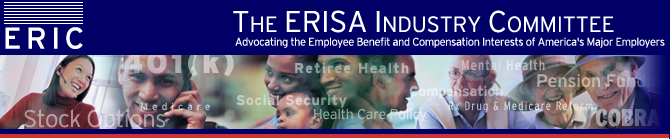 ERIC
THE ERISA INDUSTRY COMMITTEE
Advocating the Employee Benefit and Compensation Interests of America's Major Employers
401(k)
Retiree Health
Mental Health
Pension Fund
Compensation
Social Security
Medicare
Rx Drug & Medicare Reform
Stock Options
Health Care Policy
COBRA